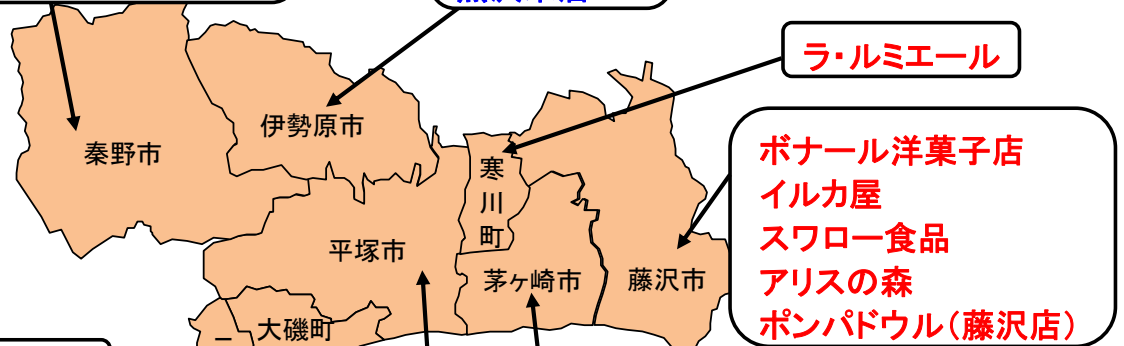 ラ・ルミエール
伊勢原市
秦野市
寒川町
ボナール洋菓子店
イルカ屋
スワロー食品
アリスの森
ポンパドウル(藤沢店)
平塚市
茅ヶ崎市
藤沢市
大磯町